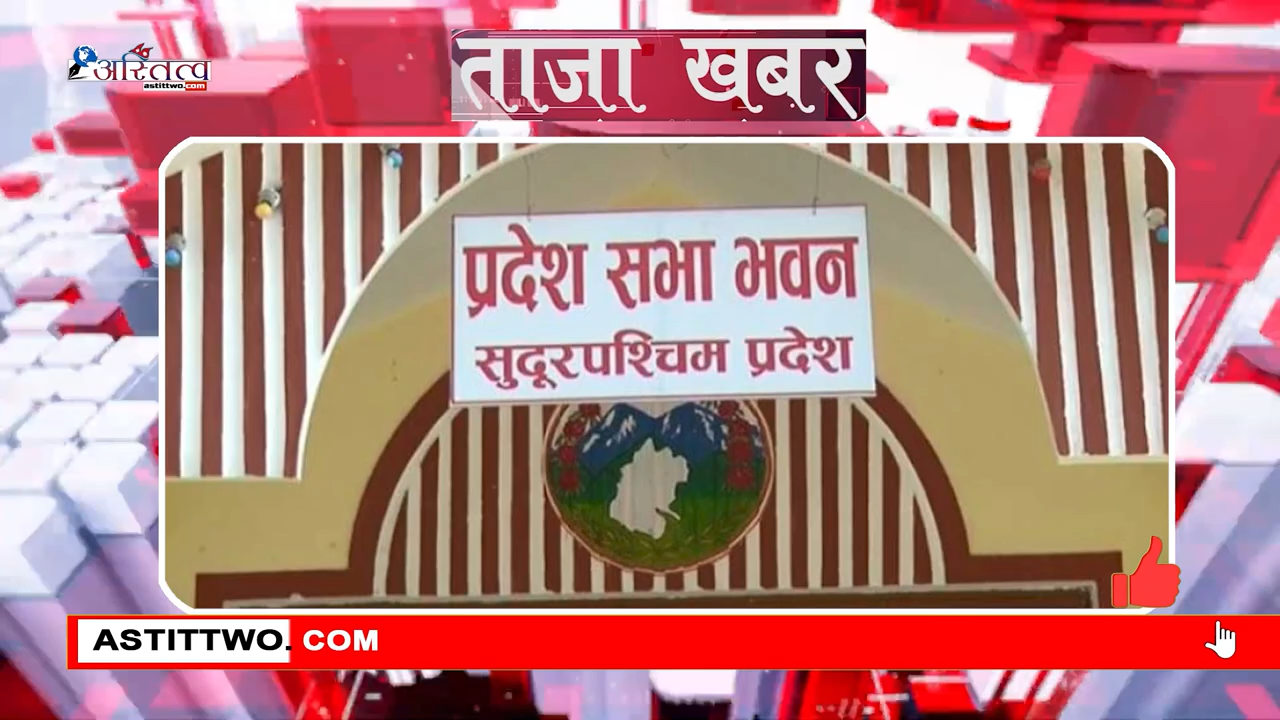 अस्तित्व
astittwo.com
ताजा खबर
प्रदेश सभा भवन
सुदूरपश्चिम प्रदेश
ASTITTWO. COM